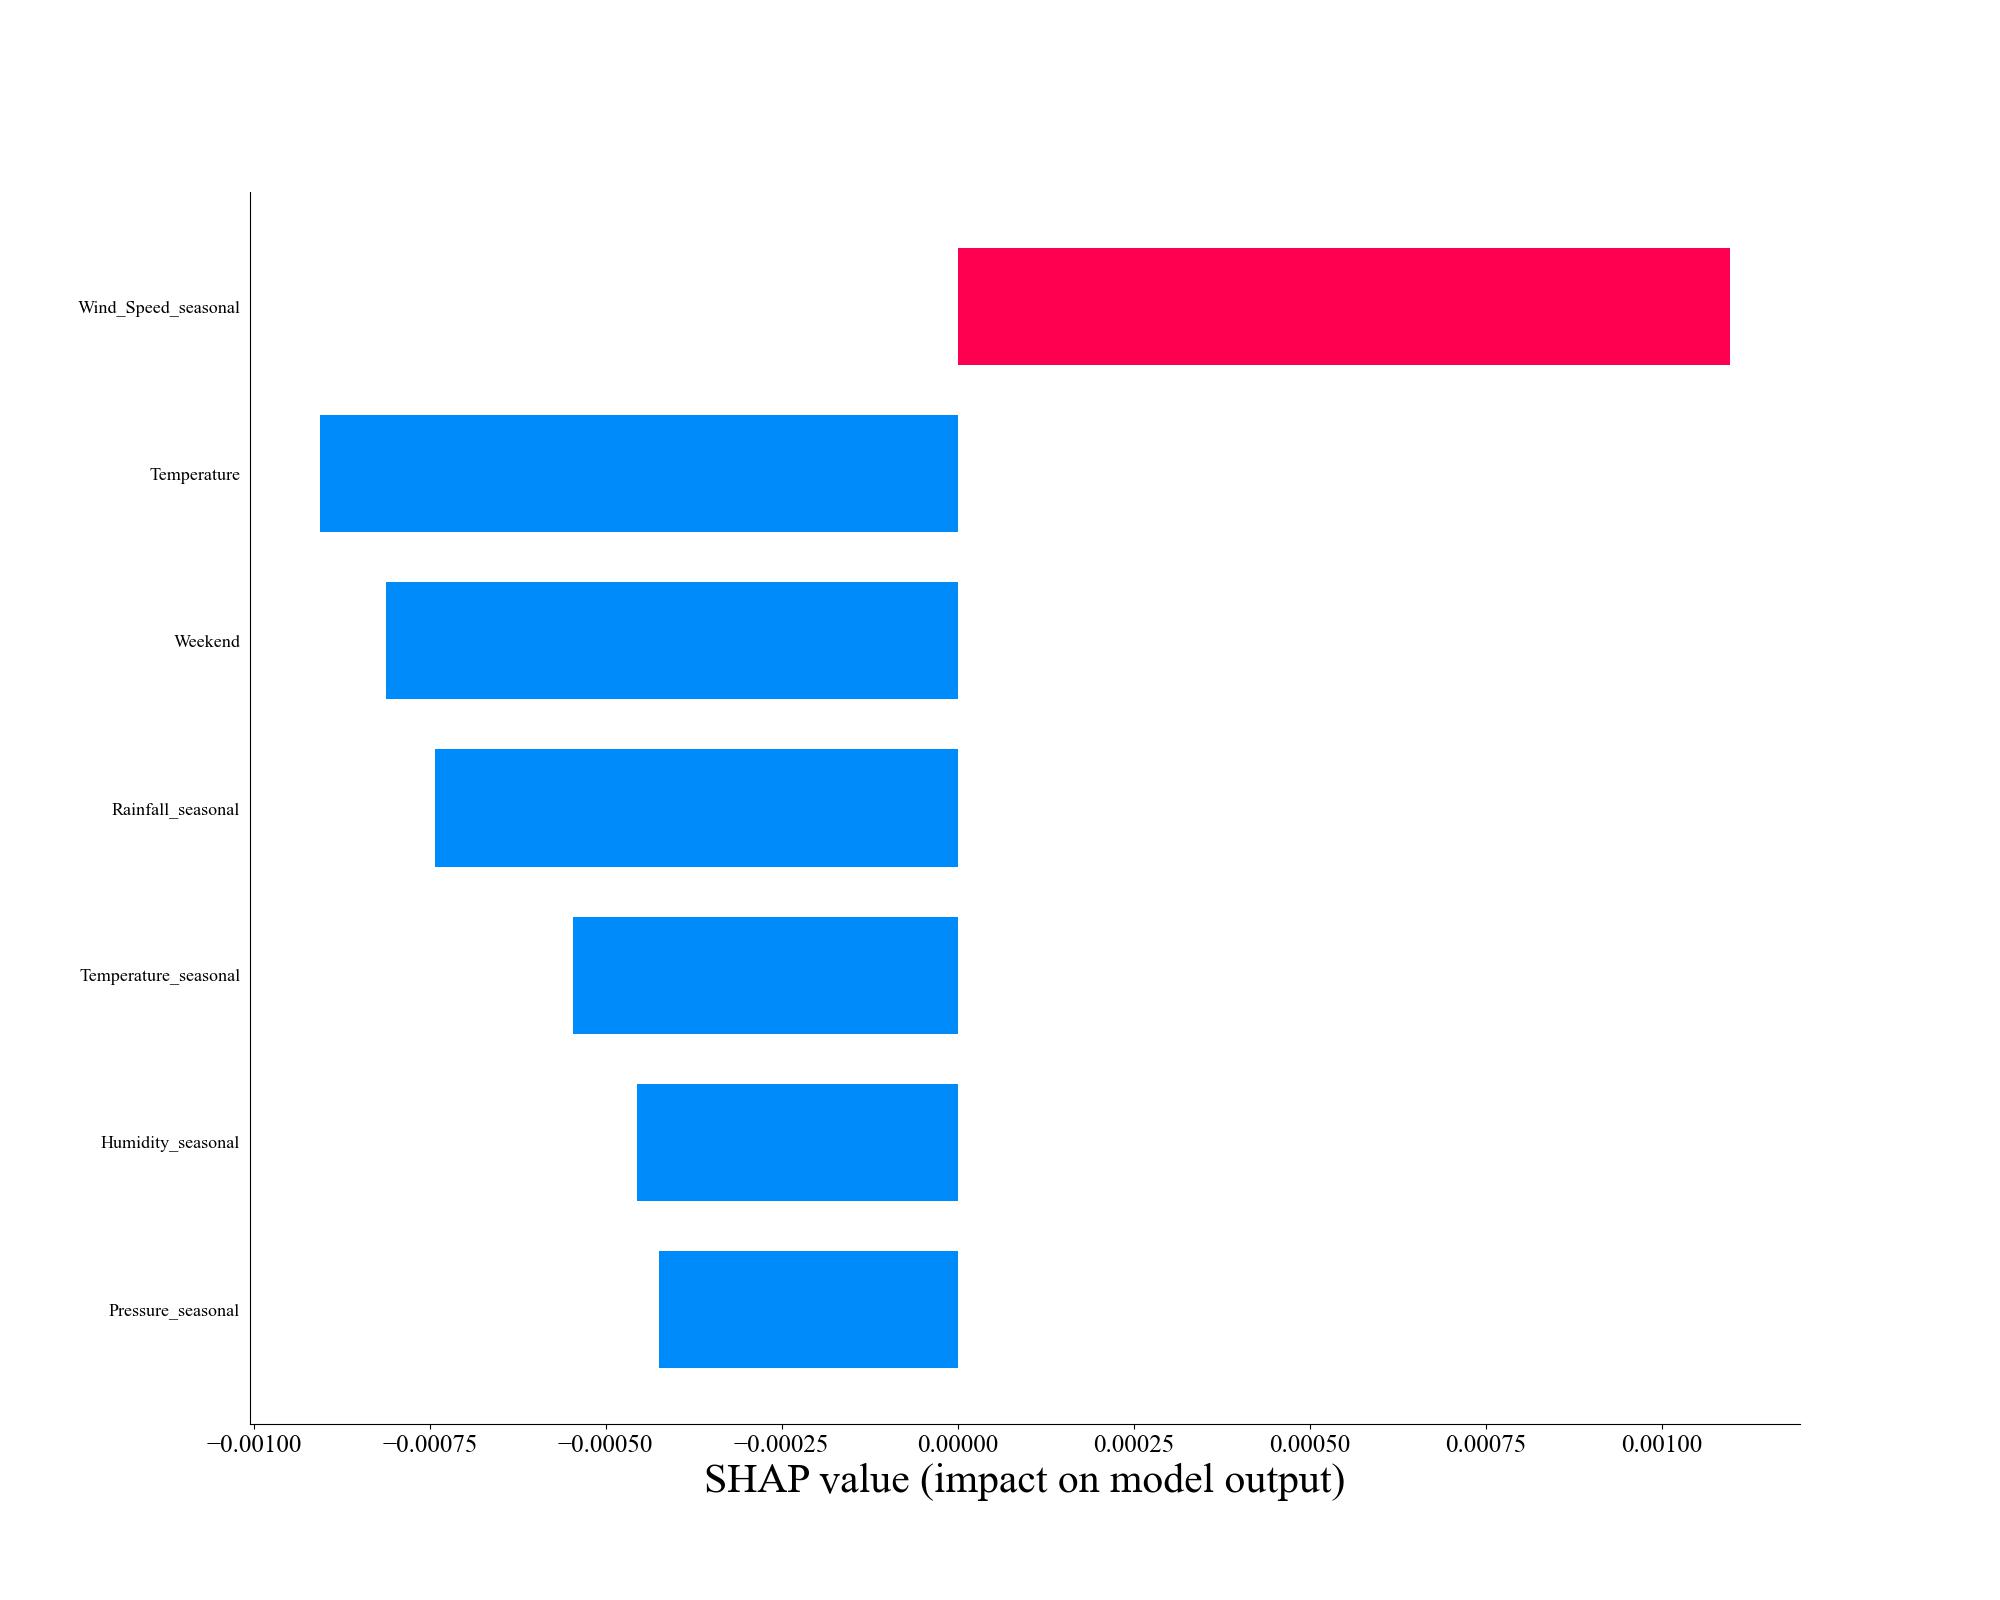 Wind_Speed_seasonal
Temperature
Weekend
Rainfall_seasonal
Temperature_seasonal
Humidity_seasonal
Pressure_seasonal
−0.00100 −0.00075 −0.00050 −0.00025 0.00000 0.00025 0.00050 0.00075 0.00100
SHAP value (impact on model output)